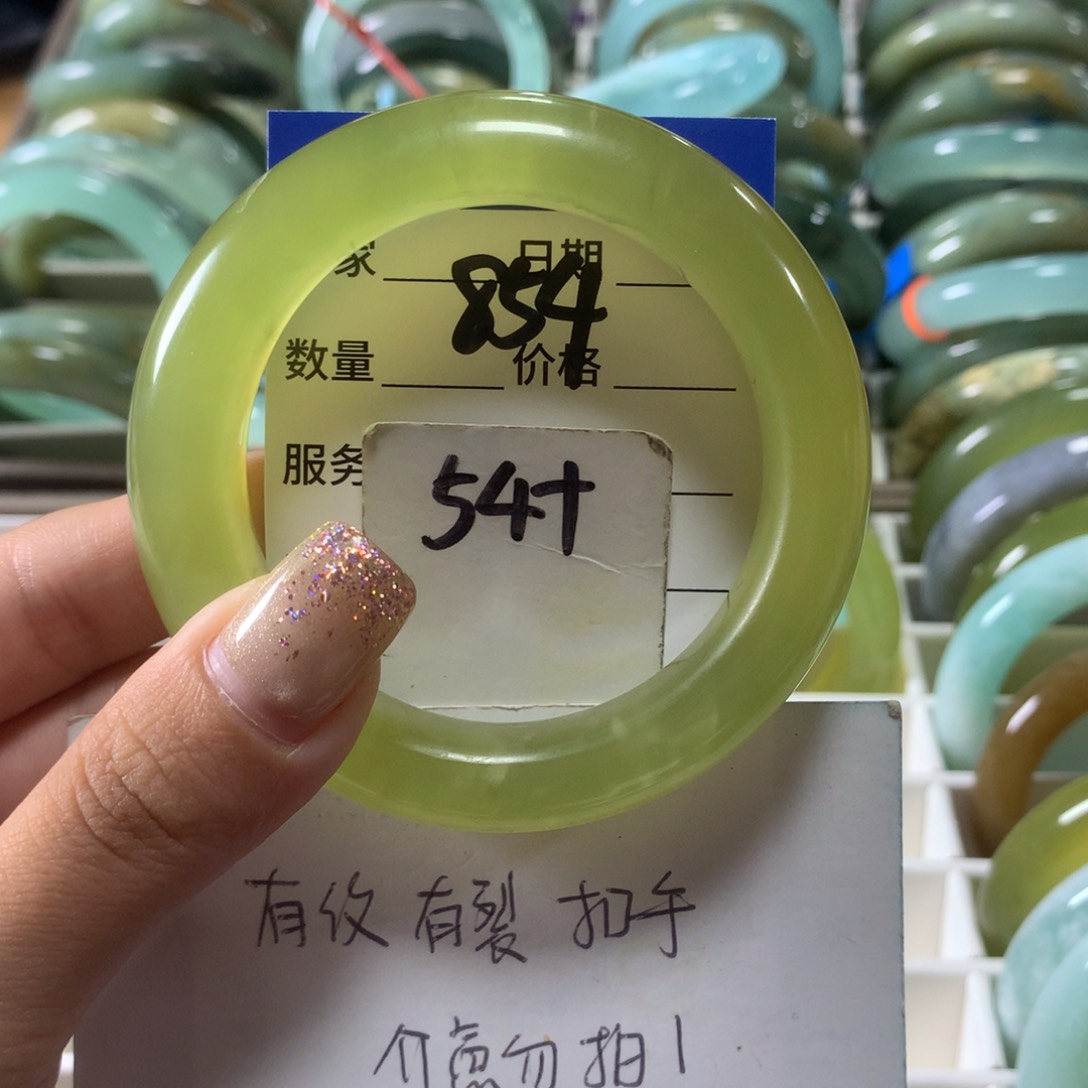 家 日期
854
数量 价格
服务
54+
有纹 有裂 扣手
介意勿拍!